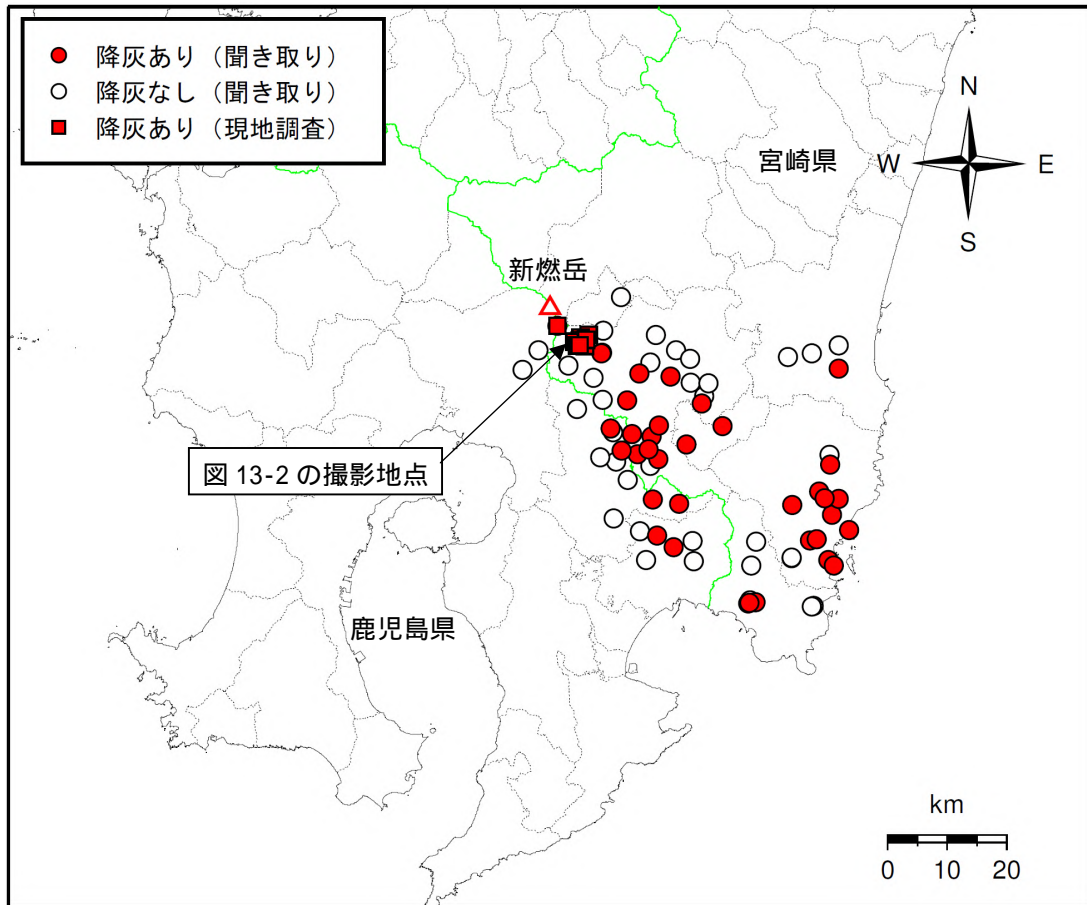 降灰あり（聞き取り）
降灰なし（聞き取り）
降灰あり（現地調査）
N
W
E
S
宮崎県
新燃岳
図 13-2 の撮影地点
鹿児島県
km
0 10 20